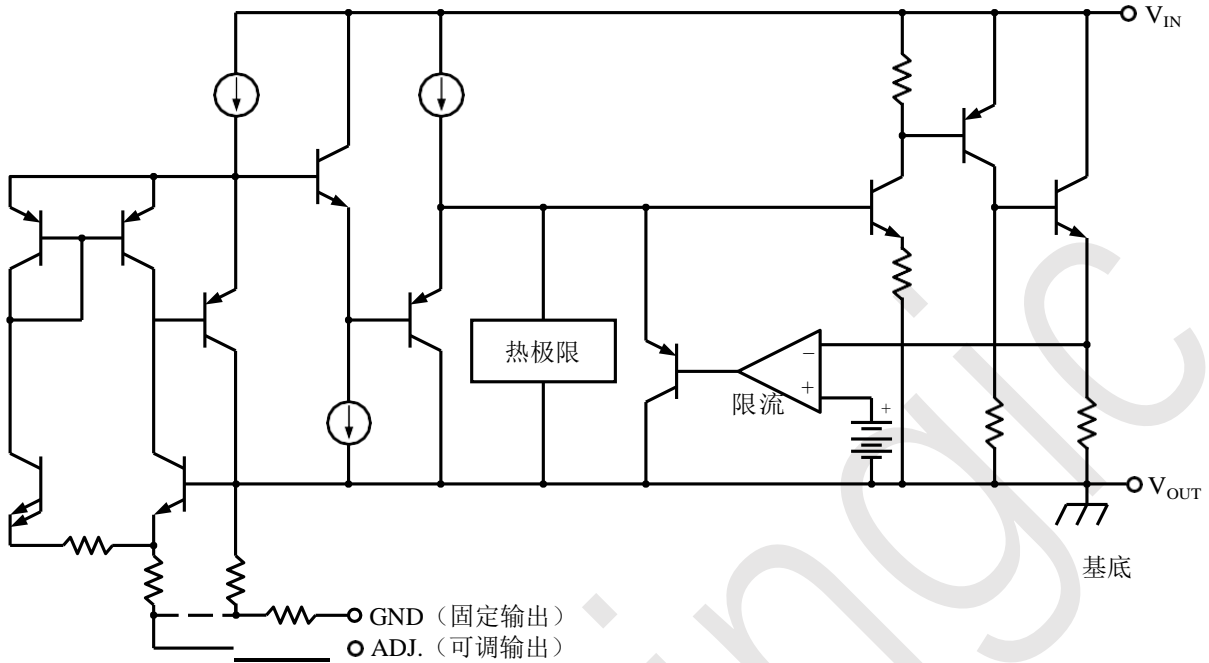 V_IN
热极限
−
+
限流
+
V_OUT
基底
GND（固定输出）
ADJ.（可调输出）
ingic